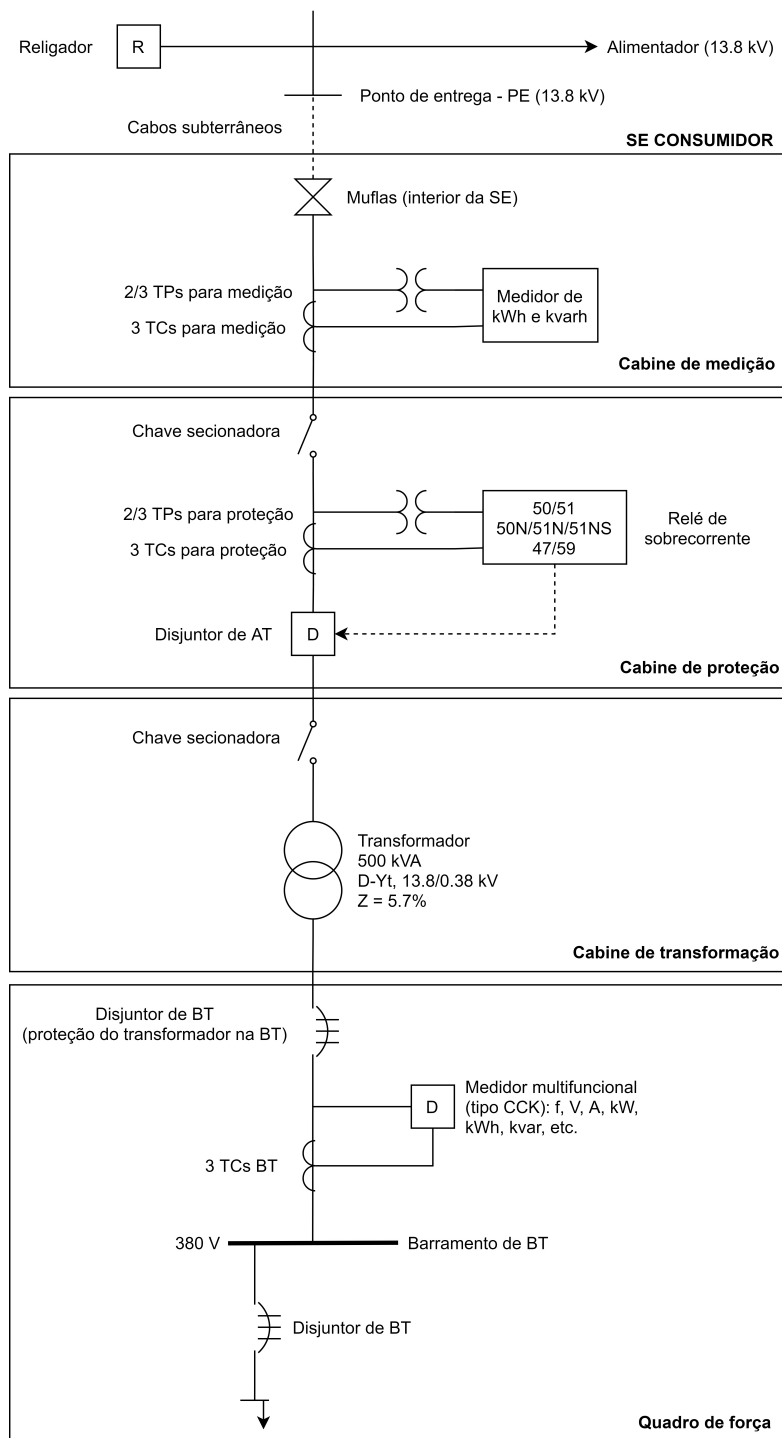 Religador
R
Alimentador (13.8 kV)
Ponto de entrega - PE (13.8 kV)
Cabos subterrâneos
SE CONSUMIDOR
Muflas (interior da SE)
2/3 TPs para medição
3 TCs para medição
Medidor de
kWh e kvarh
Cabine de medição
Chave secionadora
2/3 TPs para proteção
3 TCs para proteção
50/51
50N/51N/51NS
47/59
Relé de
sobrecorrente
Disjuntor de AT
D
Cabine de proteção
Chave secionadora
Transformador
500 kVA
D-Yt, 13.8/0.38 kV
Z = 5.7%
Cabine de transformação
Disjuntor de BT
(proteção do transformador na BT)
D
Medidor multifuncional
(tipo CCK): f, V, A, kW,
kWh, kvar, etc.
3 TCs BT
380 V
Barramento de BT
Disjuntor de BT
Quadro de força